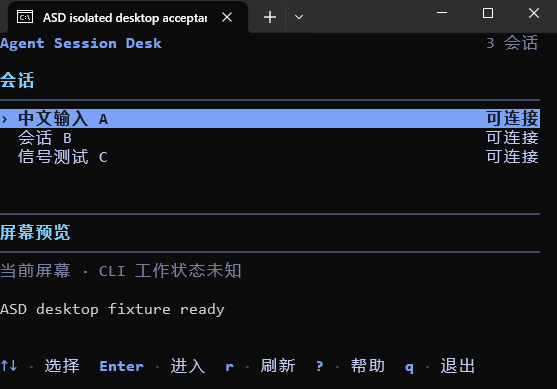 ASD isolated desktop acceptar
Agent Session Desk 3 会话
会话
› 中文输入 A 可连接
会话 B 可连接
信号测试 C 可连接
屏幕预览
当前屏幕 · CLI 工作状态未知
ASD desktop fixture ready
↑↓ · 选择 Enter · 进入 r · 刷新 ? · 帮助 q · 退出